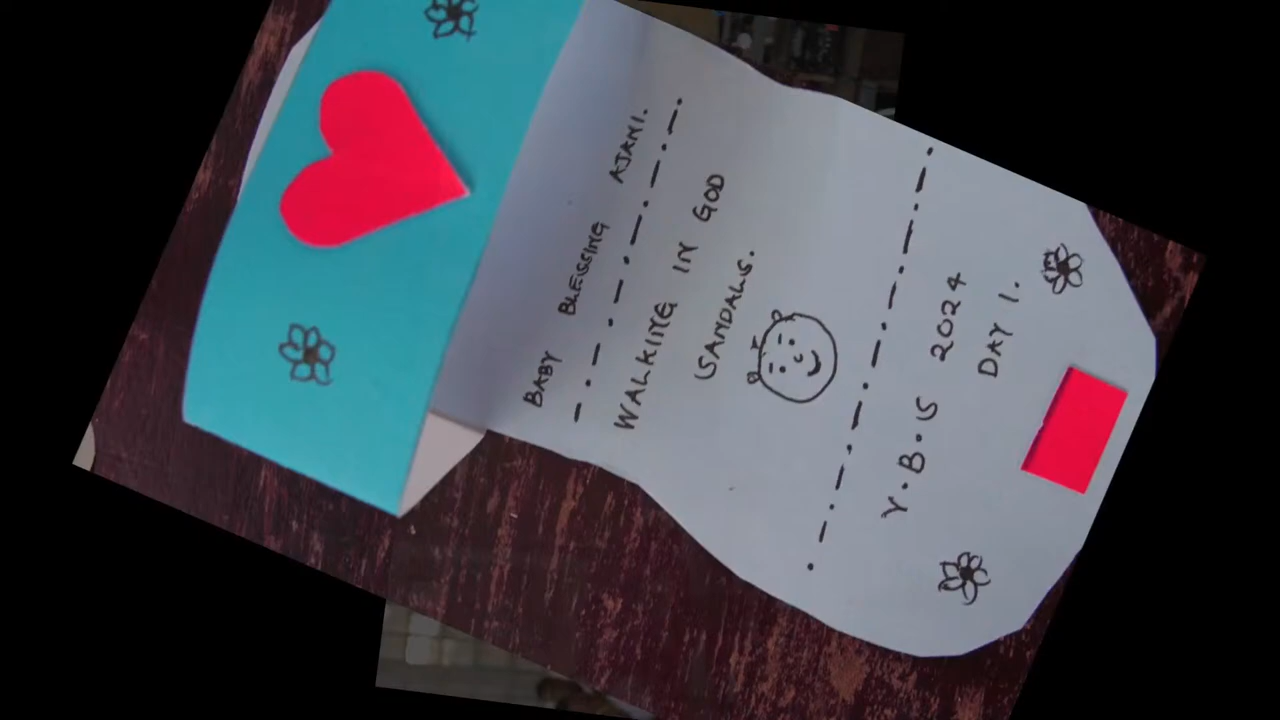 BABY BLESSING AJANI.
WALKING IN GOD
SANDALS.
Y.B.S 2024
DAY 1.